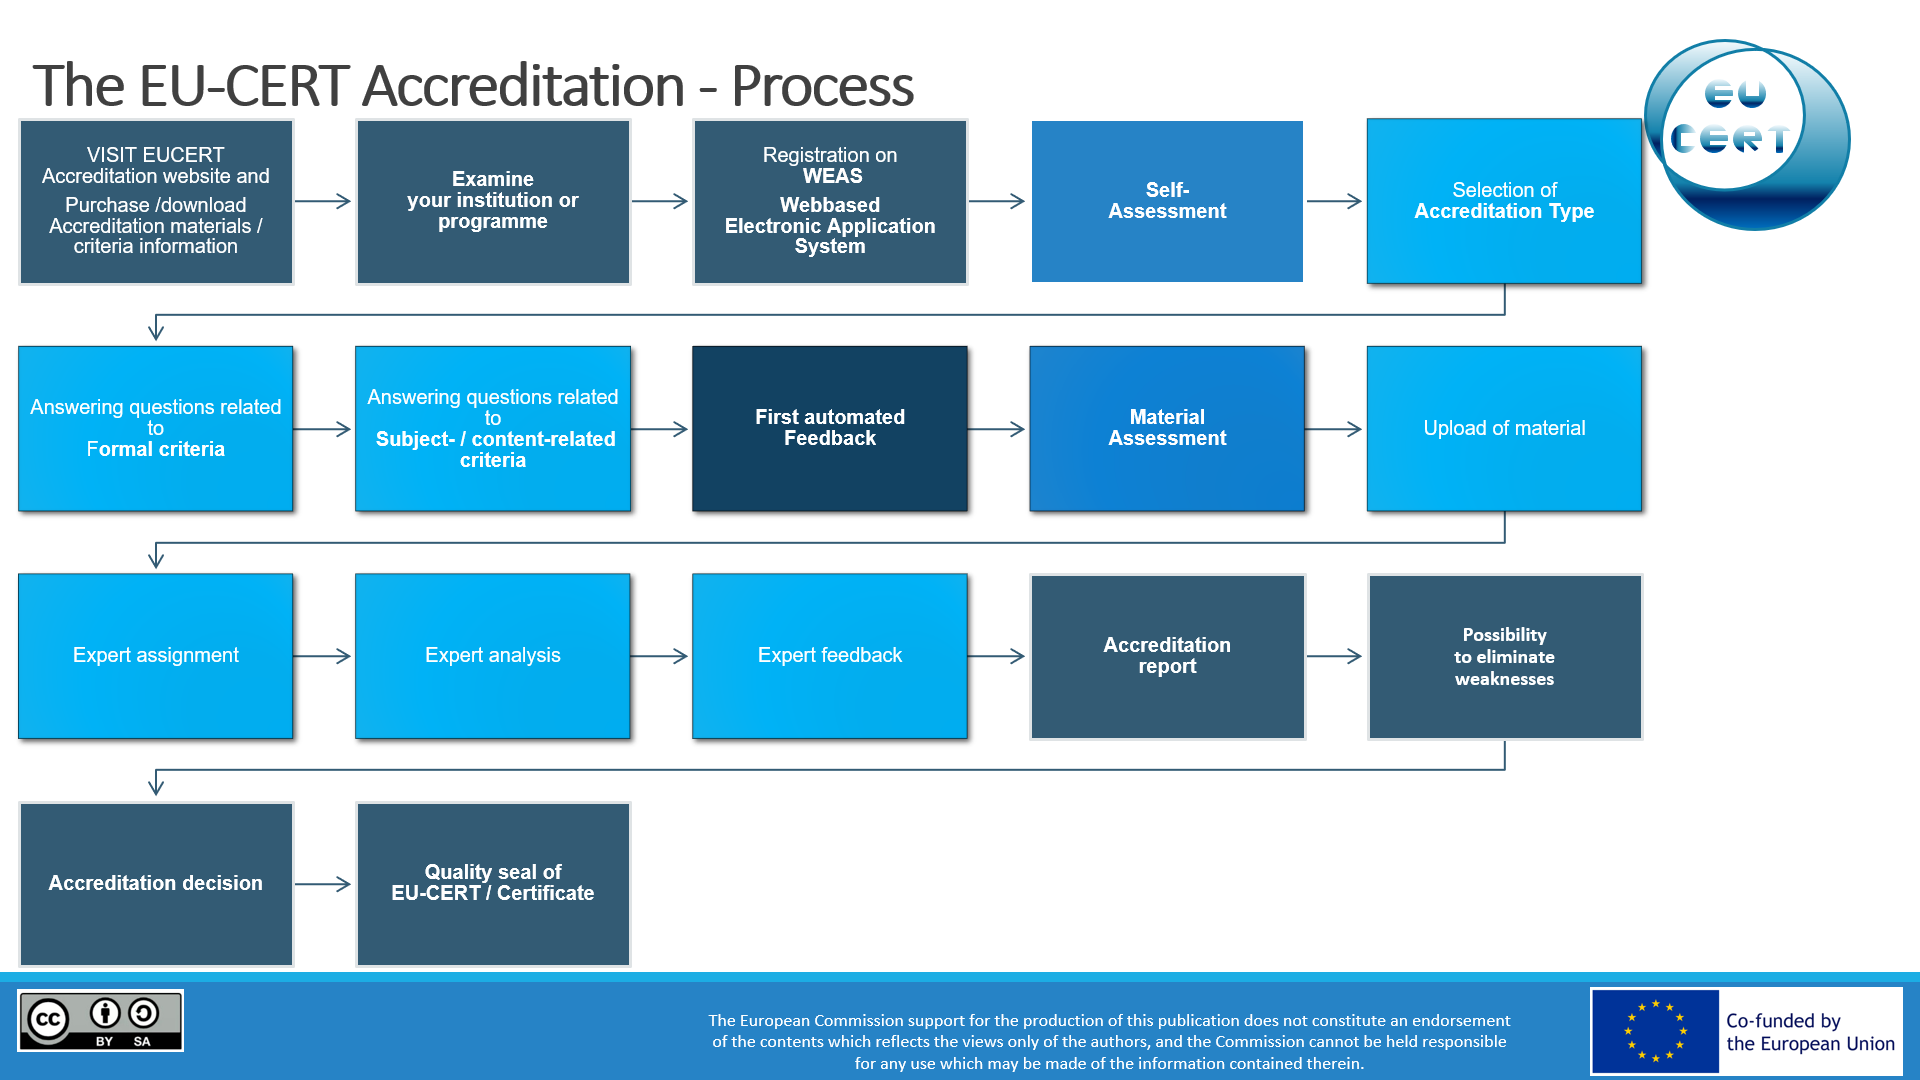 The EU-CERT Accreditation - Process
EU
CERT
VISIT EUCERT
Accreditation website and
Purchase /download
Accreditation materials /
criteria information
Examine
your institution or
programme
Registration on
WEAS
Webbased
Electronic Application
System
Self-
Assessment
Selection of
Accreditation Type
Answering questions related
to
Formal criteria
Answering questions related
to
Subject- / content-related
criteria
First automated
Feedback
Material
Assessment
Upload of material
Expert assignment
Expert analysis
Expert feedback
Accreditation
report
Possibility
to eliminate
weaknesses
Accreditation decision
Quality seal of
EU-CERT / Certificate
cc
BY SA
The European Commission support for the production of this publication does not constitute an endorsement
of the contents which reflects the views only of the authors, and the Commission cannot be held responsible
for any use which may be made of the information contained therein.
Co-funded by
the European Union